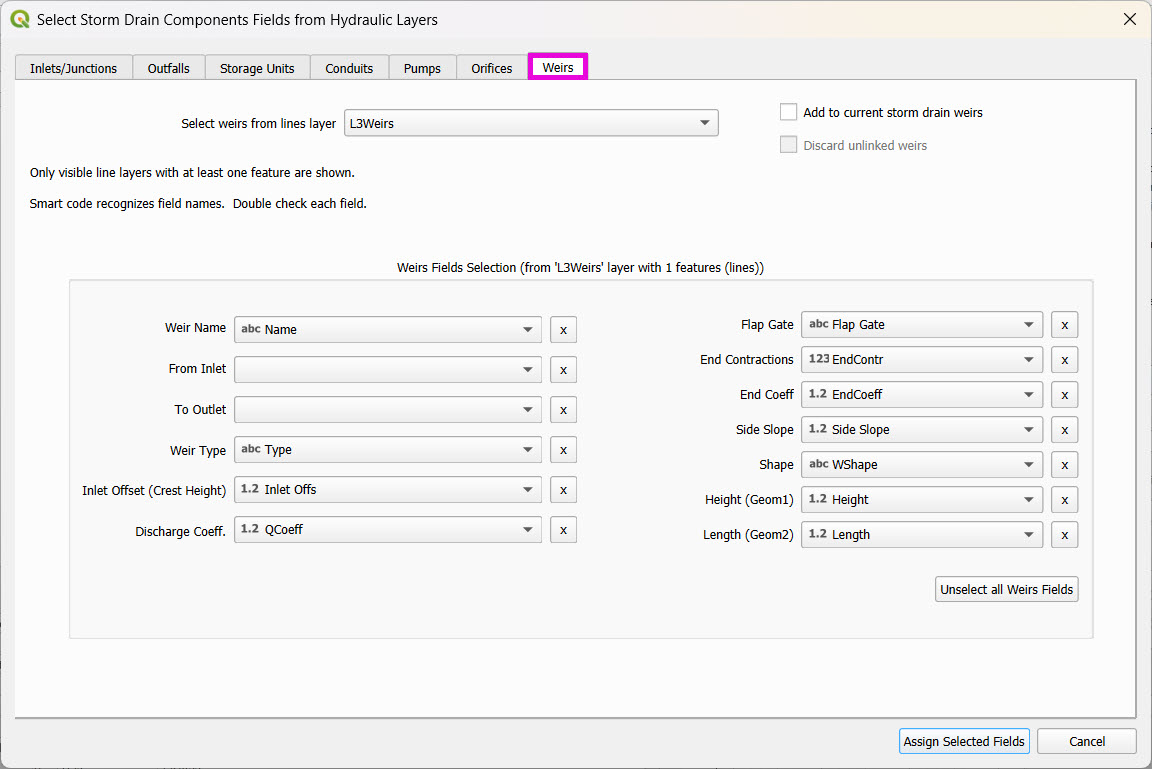 Select Storm Drain Components Fields from Hydraulic Layers
Inlets/Junctions
Outfalls
Storage Units
Conduits
Pumps
Orifices
Weirs
Select weirs from lines layer
L3Weirs
Add to current storm drain weirs
Discard unlinked weirs
Only visible line layers with at least one feature are shown.
Smart code recognizes field names.  Double check each field.
Weirs Fields Selection (from 'L3Weirs' layer with 1 features (lines))
Weir Name
abc Name
x
From Inlet
x
To Outlet
x
Weir Type
abc Type
x
Inlet Offset (Crest Height)
1.2 Inlet Offs
x
Discharge Coeff.
1.2 QCoeff
x
Flap Gate
abc Flap Gate
x
End Contractions
123 EndContr
x
End Coeff
1.2 EndCoeff
x
Side Slope
1.2 Side Slope
x
Shape
abc WShape
x
Height (Geom1)
1.2 Height
x
Length (Geom2)
1.2 Length
x
Unselect all Weirs Fields
Assign Selected Fields
Cancel